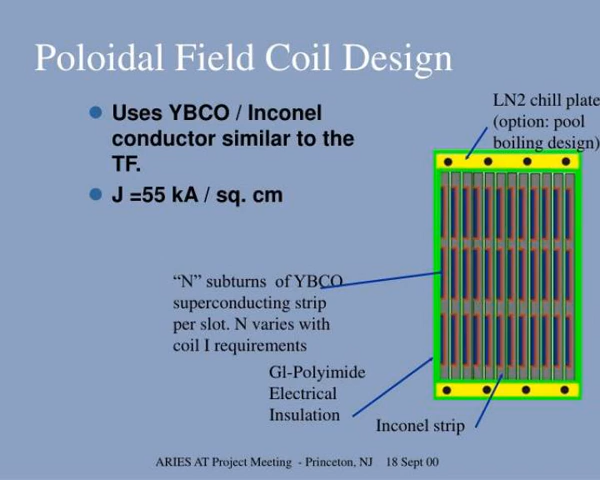 Poloidal Field Coil Design
LN2 chill plate
(option: pool
boiling design)
Uses YBCO / Inconel
conductor similar to the
TF.
J =55 kA / sq. cm
“N” subturns of YBCO
superconducting strip
per slot. N varies with
coil I requirements
Gl-Polyimide
Electrical
Insulation
Inconel strip
ARIES AT Project Meeting - Princeton, NJ 18 Sept 00